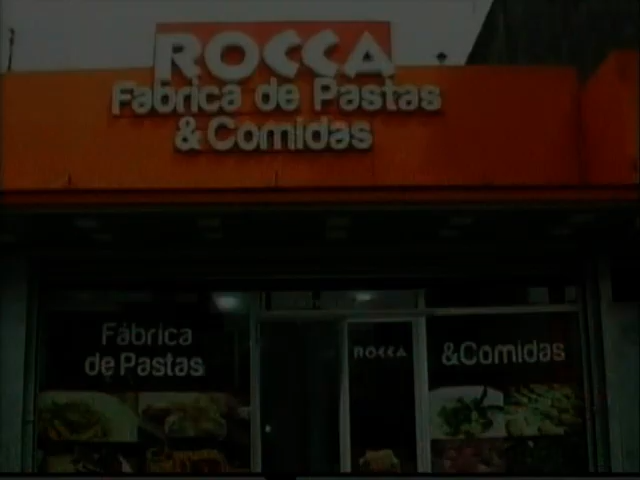 ROCCA
Fabrica de Pastas
& Comidas
Fábrica
de Pastas
ROCCA
& Comidas